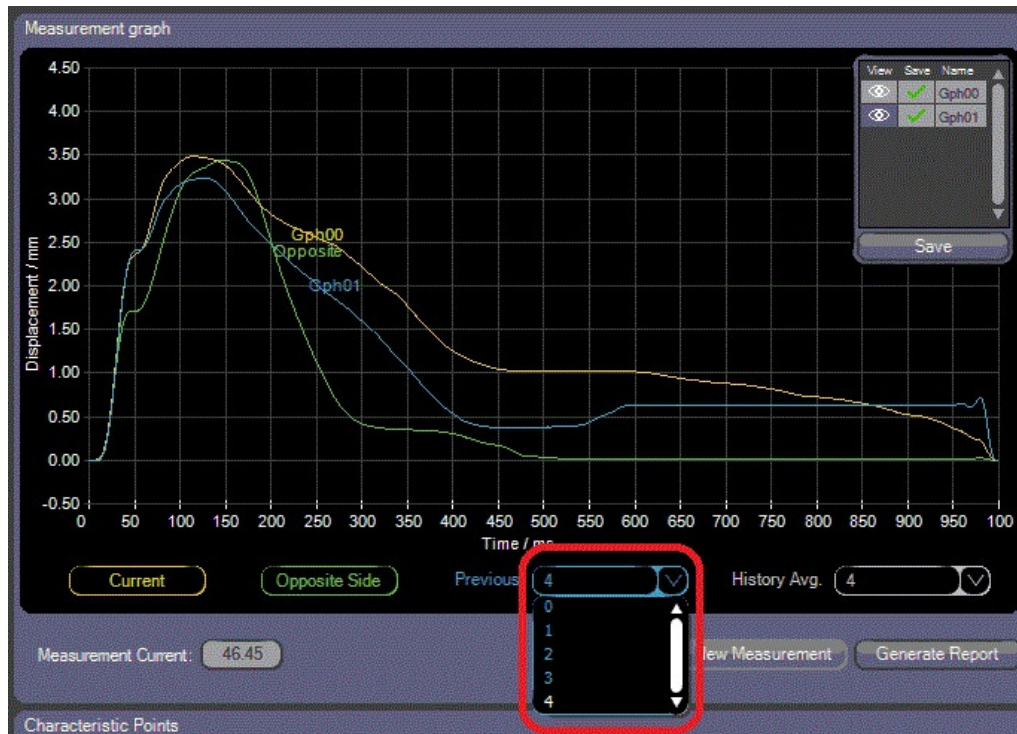 Measurement graph
4.50
4.00
3.50
3.00
2.50
2.00
1.50
1.00
0.50
0.00
-0.50
Displacement / mm
Gph00
Opposite
Gph01
View Save Name
Gph00
Gph01
Save
0 50 100 150 200 250 300 350 400 450 500 550 600 650 700 750 800 850 900 950 100
Time / ms
Current
Opposite Side
Previous 4
History Avg. 4
0
1
2
3
4
Measurement Current: 46.45
Measurement
Generate Report
Characteristic Points